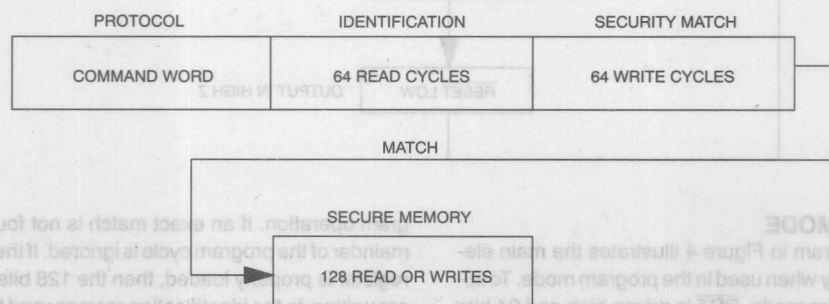 PROTOCOL IDENTIFICATION SECURITY MATCH
COMMAND WORD 64 READ CYCLES 64 WRITE CYCLES
MATCH
SECURE MEMORY
128 READ OR WRITES